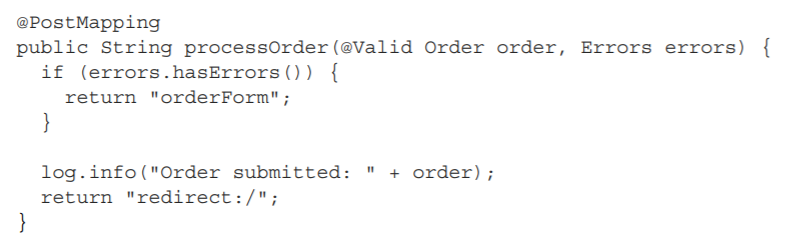 @PostMapping
public String processOrder(@Valid Order order, Errors errors) {
  if (errors.hasErrors()) {
    return "orderForm";
  }

  log.info("Order submitted: " + order);
  return "redirect:/";
}